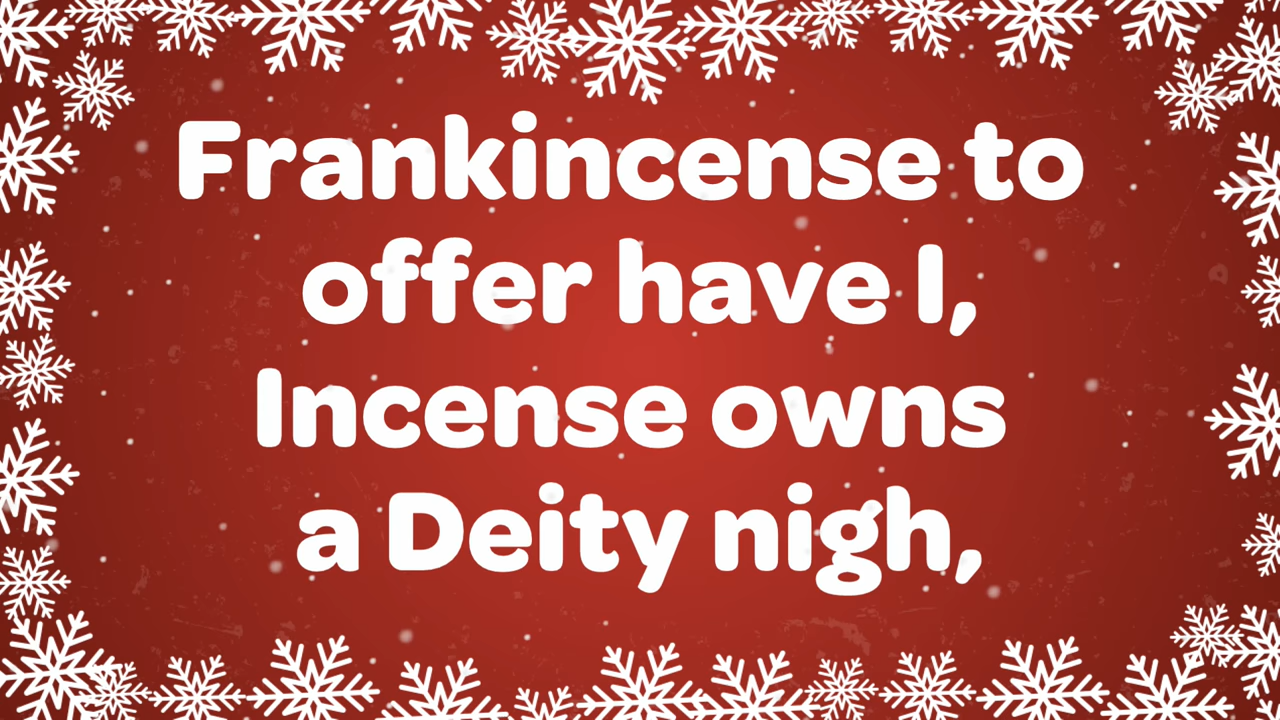 Frankincense to
offer have I,
Incense owns
a Deity nigh,